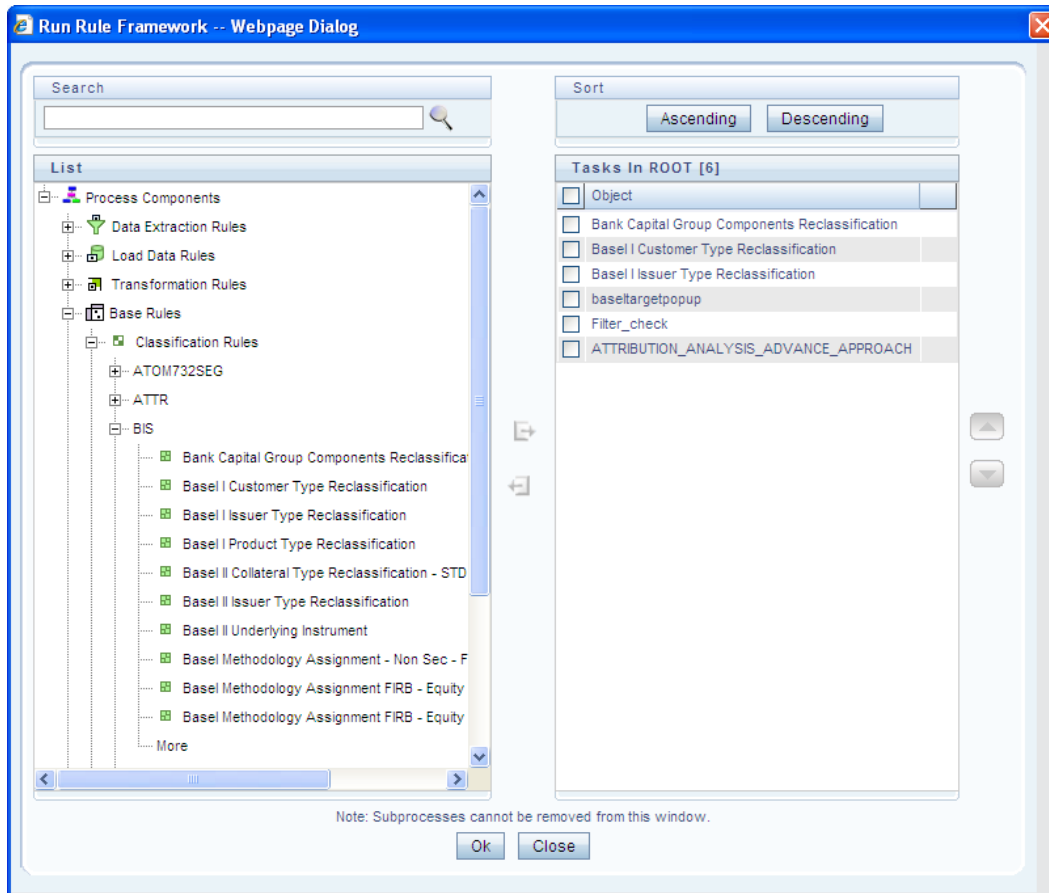 Run Rule Framework -- Webpage Dialog
Search
Sort
Ascending
Descending
List
Process Components
Data Extraction Rules
Load Data Rules
Transformation Rules
Base Rules
Classification Rules
ATOM732SEG
ATTR
BIS
Bank Capital Group Components Reclassifica
Basel I Customer Type Reclassification
Basel I Issuer Type Reclassification
Basel I Product Type Reclassification
Basel II Collateral Type Reclassification - STD
Basel II Issuer Type Reclassification
Basel II Underlying Instrument
Basel Methodology Assignment - Non Sec - F
Basel Methodology Assignment FIRB - Equity
Basel Methodology Assignment FIRB - Equity
More
Tasks In ROOT [6]
Object
Bank Capital Group Components Reclassification
Basel I Customer Type Reclassification
Basel I Issuer Type Reclassification
baseltargetpopup
Filter_check
ATTRIBUTION_ANALYSIS_ADVANCE_APPROACH
Note: Subprocesses cannot be removed from this window.
Ok
Close